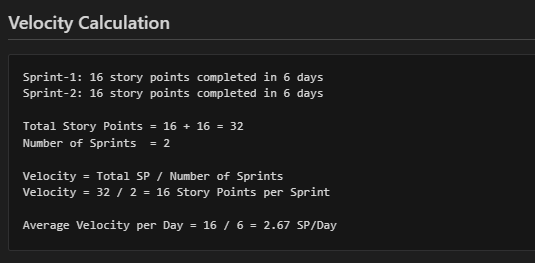 Velocity Calculation
Sprint-1: 16 story points completed in 6 days
Sprint-2: 16 story points completed in 6 days
Total Story Points = 16 + 16 = 32
Number of Sprints  = 2
Velocity = Total SP / Number of Sprints
Velocity = 32 / 2 = 16 Story Points per Sprint
Average Velocity per Day = 16 / 6 = 2.67 SP/Day